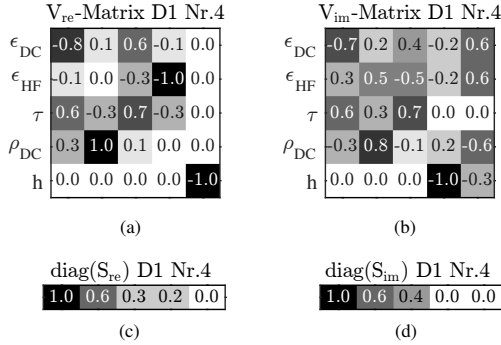 V_re-Matrix D1 Nr.4
ϵ_DC -0.8 0.1 0.6 -0.1 0.0
ϵ_HF -0.1 0.0 -0.3 -1.0 0.0
τ 0.6 -0.3 0.7 -0.3 0.0
ρ_DC 0.3 1.0 0.1 0.0 0.0
h 0.0 0.0 0.0 0.0 -1.0
(a)
V_im-Matrix D1 Nr.4
ϵ_DC -0.7 0.2 0.4 -0.2 0.6
ϵ_HF 0.3 0.5 -0.5 -0.2 0.6
τ 0.6 0.3 0.7 0.0 0.0
ρ_DC -0.3 0.8 -0.1 0.2 -0.6
h 0.0 0.0 0.0 -1.0 -0.3
(b)
diag(S_re) D1 Nr.4
1.0 0.6 0.3 0.2 0.0
(c)
diag(S_im) D1 Nr.4
1.0 0.6 0.4 0.0 0.0
(d)